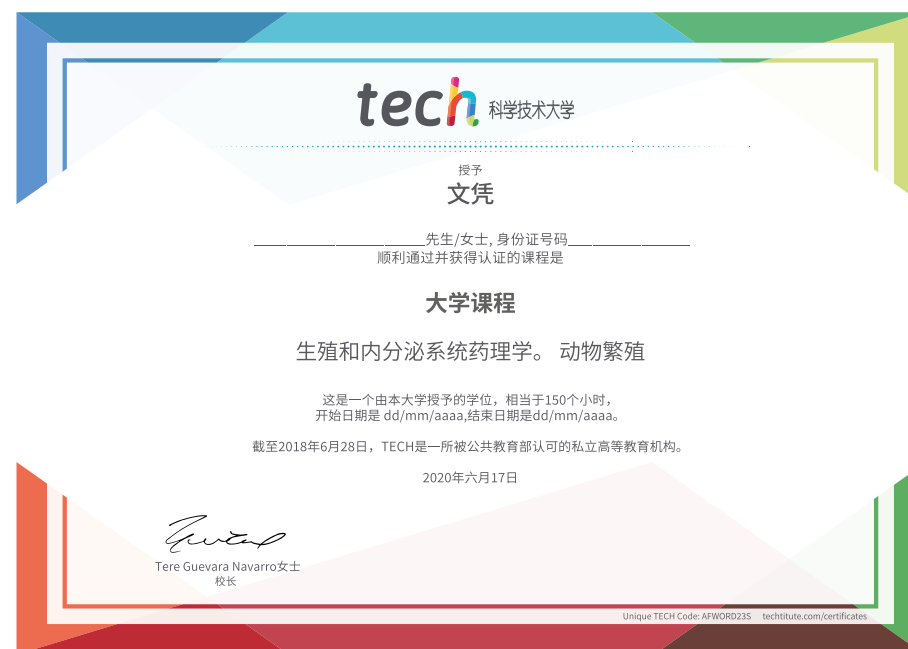 tech 科学技术大学
授予
文凭
____________________先生/女士, 身份证号码______________
顺利通过并获得认证的课程是
大学课程
生殖和内分泌系统药理学。 动物繁殖
这是一个由本大学授予的学位，相当于150个小时，
开始日期是 dd/mm/aaaa,结束日期是dd/mm/aaaa。
截至2018年6月28日，TECH是一所被公共教育部认可的私立高等教育机构。
2020年六月17日
Tere Guevara Navarro女士
校长
Unique TECH Code: AFWORD23S techtitute.com/certificates